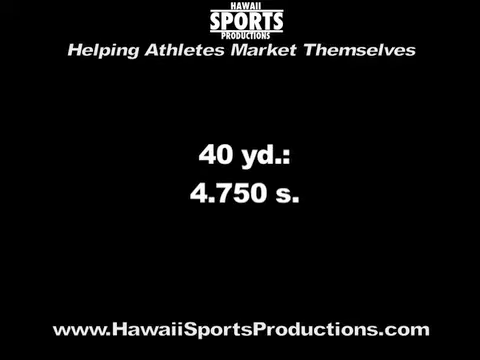 HAWAII
SPORTS
PRODUCTIONS
Helping Athletes Market Themselves
40 yd.:
4.750 s.
www.HawaiiSportsProductions.com